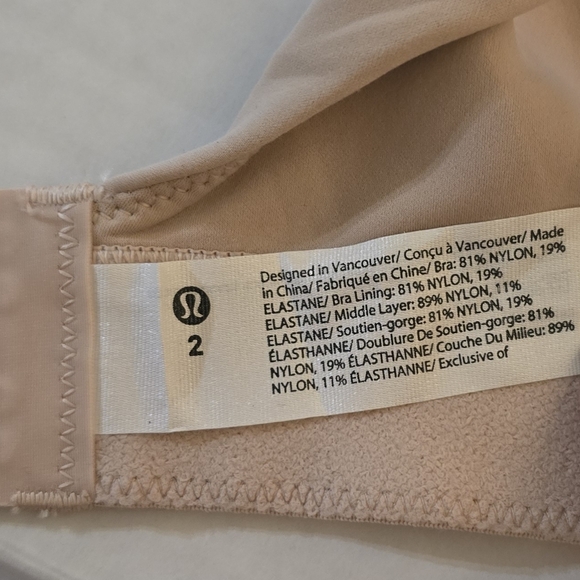 2
Designed in Vancouver/ Conçu à Vancouver/ Made
in China/ Fabriqué en Chine/ Bra: 81% NYLON, 19%
ELASTANE/ Bra Lining: 81% NYLON, 19%
ELASTANE/ Middle Layer: 89% NYLON, 11%
ELASTANE/ Soutien-gorge: 81% NYLON, 19%
ÉLASTHANNE/ Doublure De Soutien-gorge: 81%
NYLON, 19% ÉLASTHANNE/ Couche Du Milieu: 89%
NYLON, 11% ÉLASTHANNE/ Exclusive of